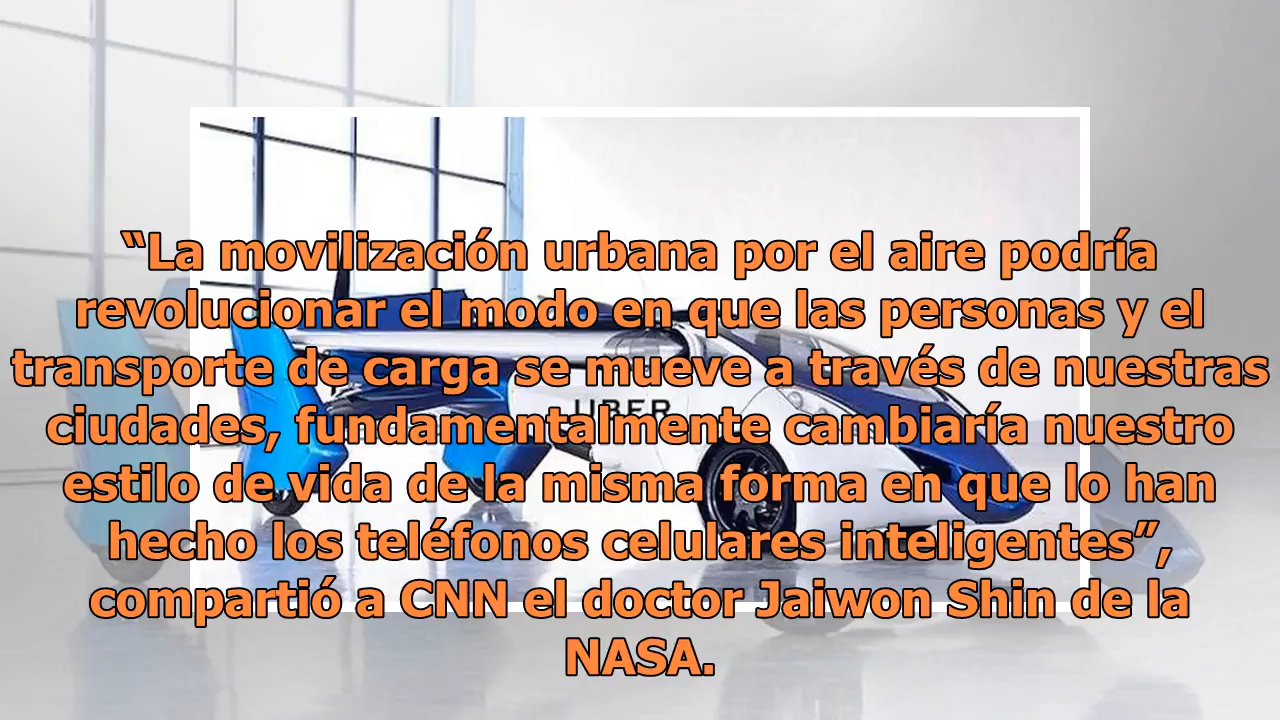 “La movilización urbana por el aire podría
revolucionar el modo en que las personas y el
transporte de carga se mueve a través de nuestras
ciudades, fundamentalmente cambiaría nuestro
estilo de vida de la misma forma en que lo han
hecho los teléfonos celulares inteligentes”,
compartió a CNN el doctor Jaiwon Shin de la
NASA.
UBER